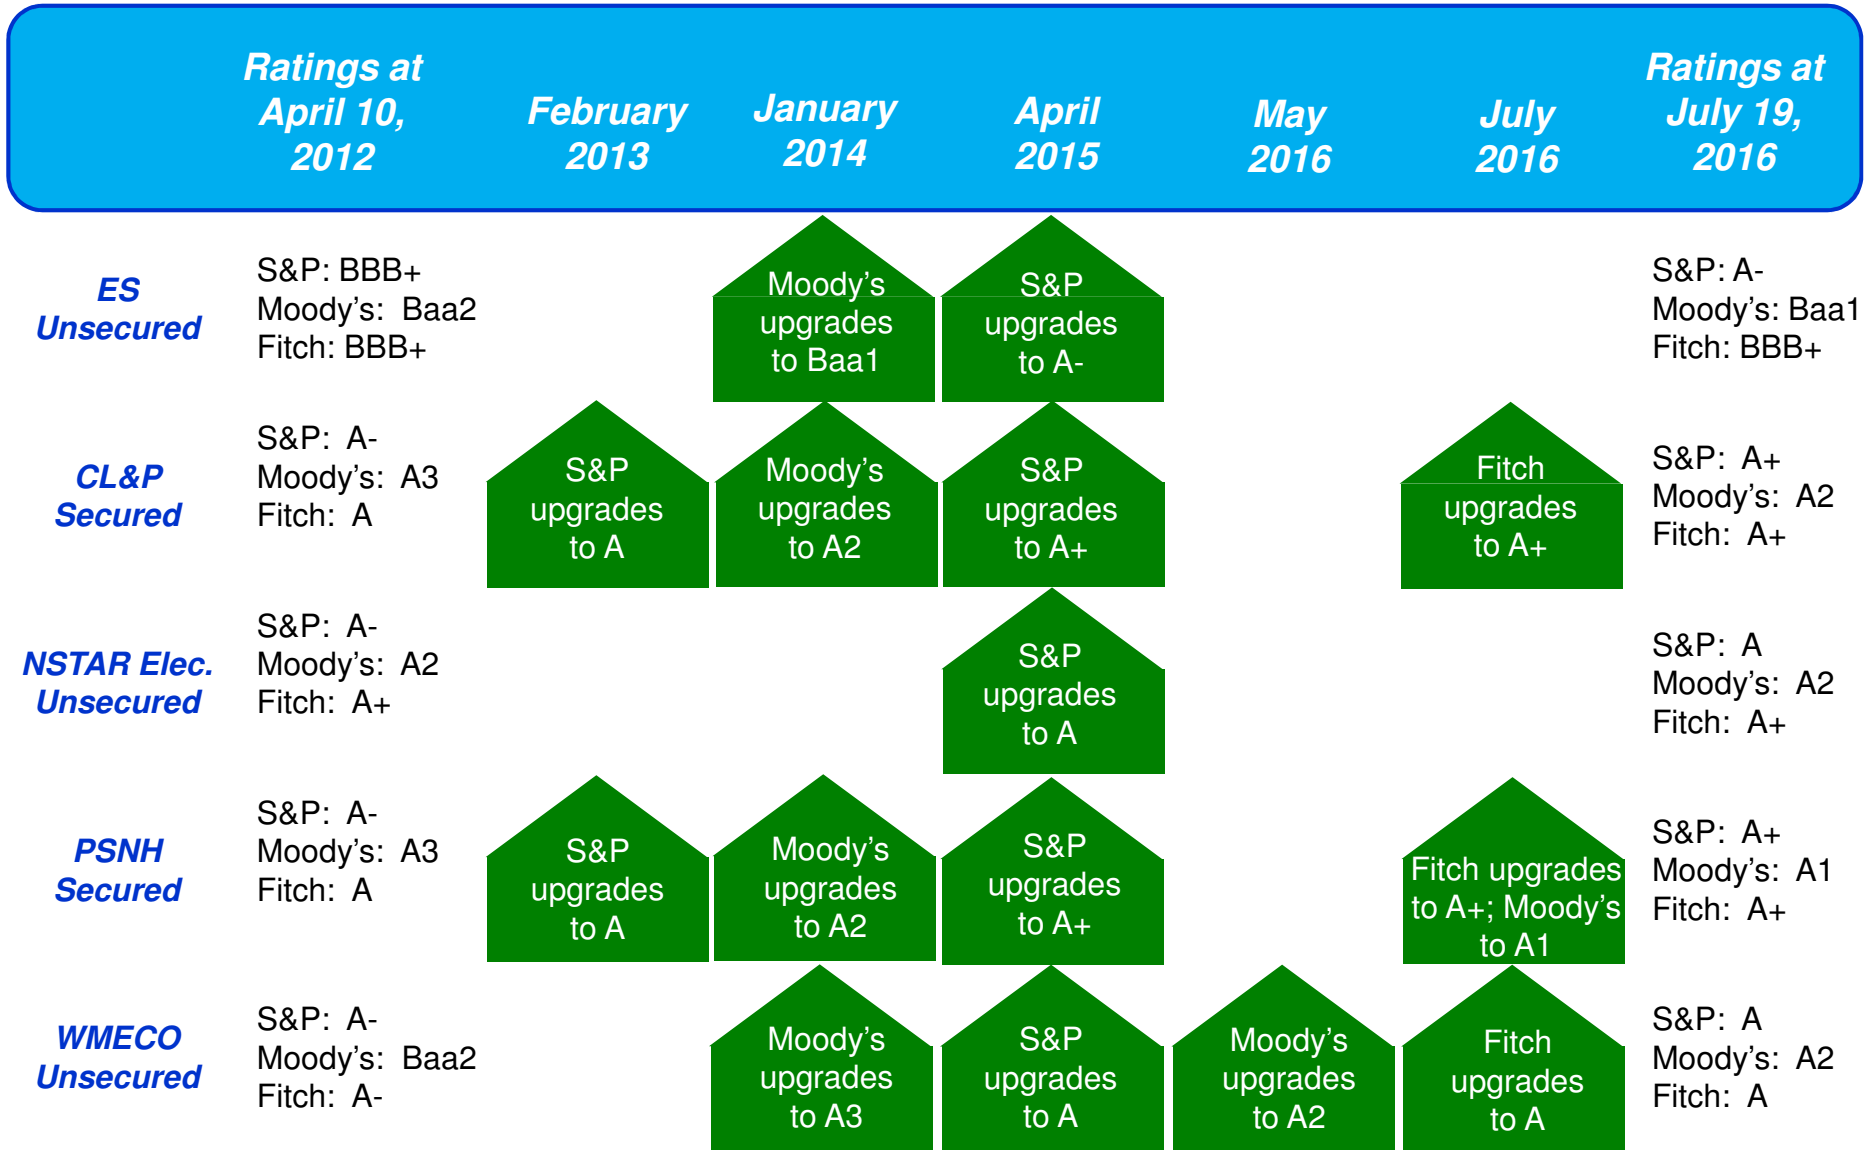 Ratings at
April 10,
2012
February
2013
January
2014
April
2015
May
2016
July
2016
Ratings at
July 19,
2016
ES
Unsecured
S&P: BBB+
Moody's: Baa2
Fitch: BBB+
Moody's
upgrades
to Baa1
S&P
upgrades
to A-
S&P: A-
Moody's: Baa1
Fitch: BBB+
CL&P
Secured
S&P: A-
Moody's: A3
Fitch: A
S&P
upgrades
to A
Moody's
upgrades
to A2
S&P
upgrades
to A+
Fitch
upgrades
to A+
S&P: A+
Moody's: A2
Fitch: A+
NSTAR Elec.
Unsecured
S&P: A-
Moody's: A2
Fitch: A+
S&P
upgrades
to A
S&P: A
Moody's: A2
Fitch: A+
PSNH
Secured
S&P: A-
Moody's: A3
Fitch: A
S&P
upgrades
to A
Moody's
upgrades
to A2
S&P
upgrades
to A+
Fitch upgrades
to A+; Moody's
to A1
S&P: A+
Moody's: A1
Fitch: A+
WMECO
Unsecured
S&P: A-
Moody's: Baa2
Fitch: A-
Moody's
upgrades
to A3
S&P
upgrades
to A
Moody's
upgrades
to A2
Fitch
upgrades
to A
S&P: A
Moody's: A2
Fitch: A